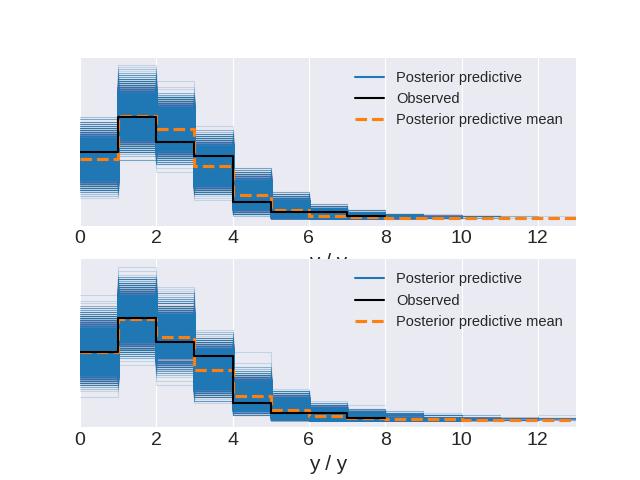 Posterior predictive
Observed
Posterior predictive mean
0 2 4 6 8 10 12
y / y
Posterior predictive
Observed
Posterior predictive mean
0 2 4 6 8 10 12
y / y